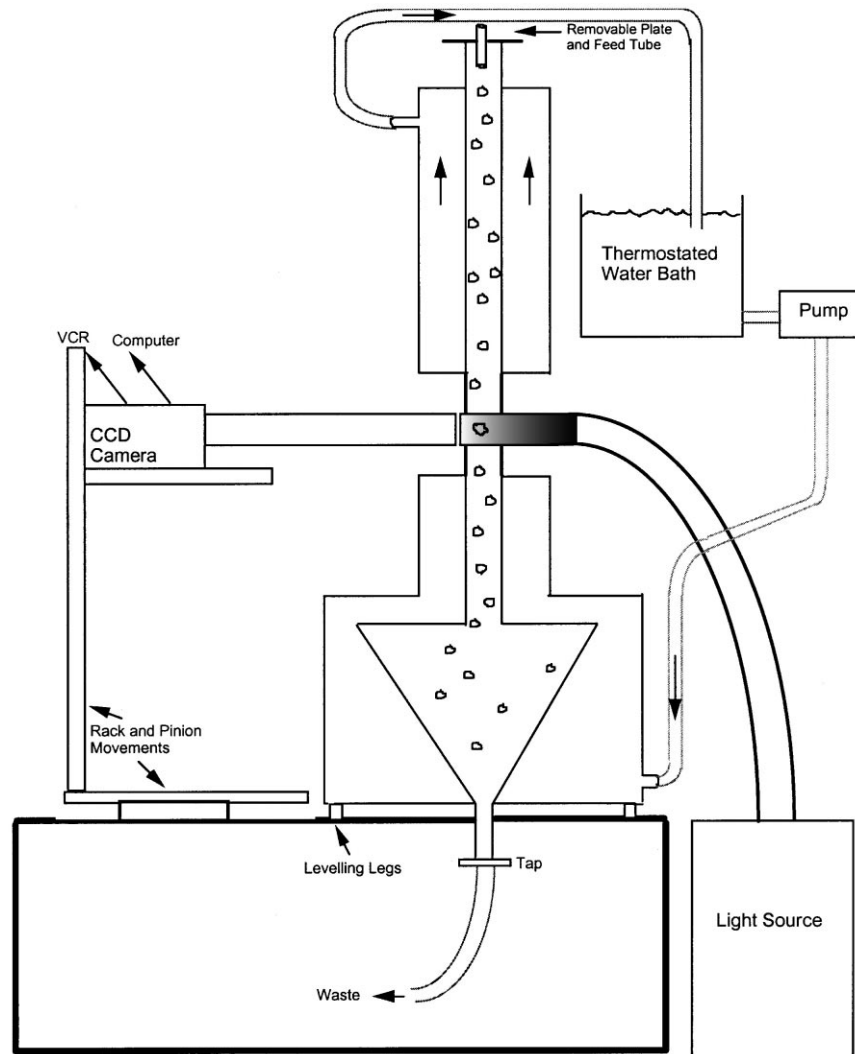 Removable Plate
and Feed Tube
Thermostated
Water Bath
Pump
VCR
Computer
CCD
Camera
Rack and Pinion
Movements
Levelling Legs
Tap
Light Source
Waste